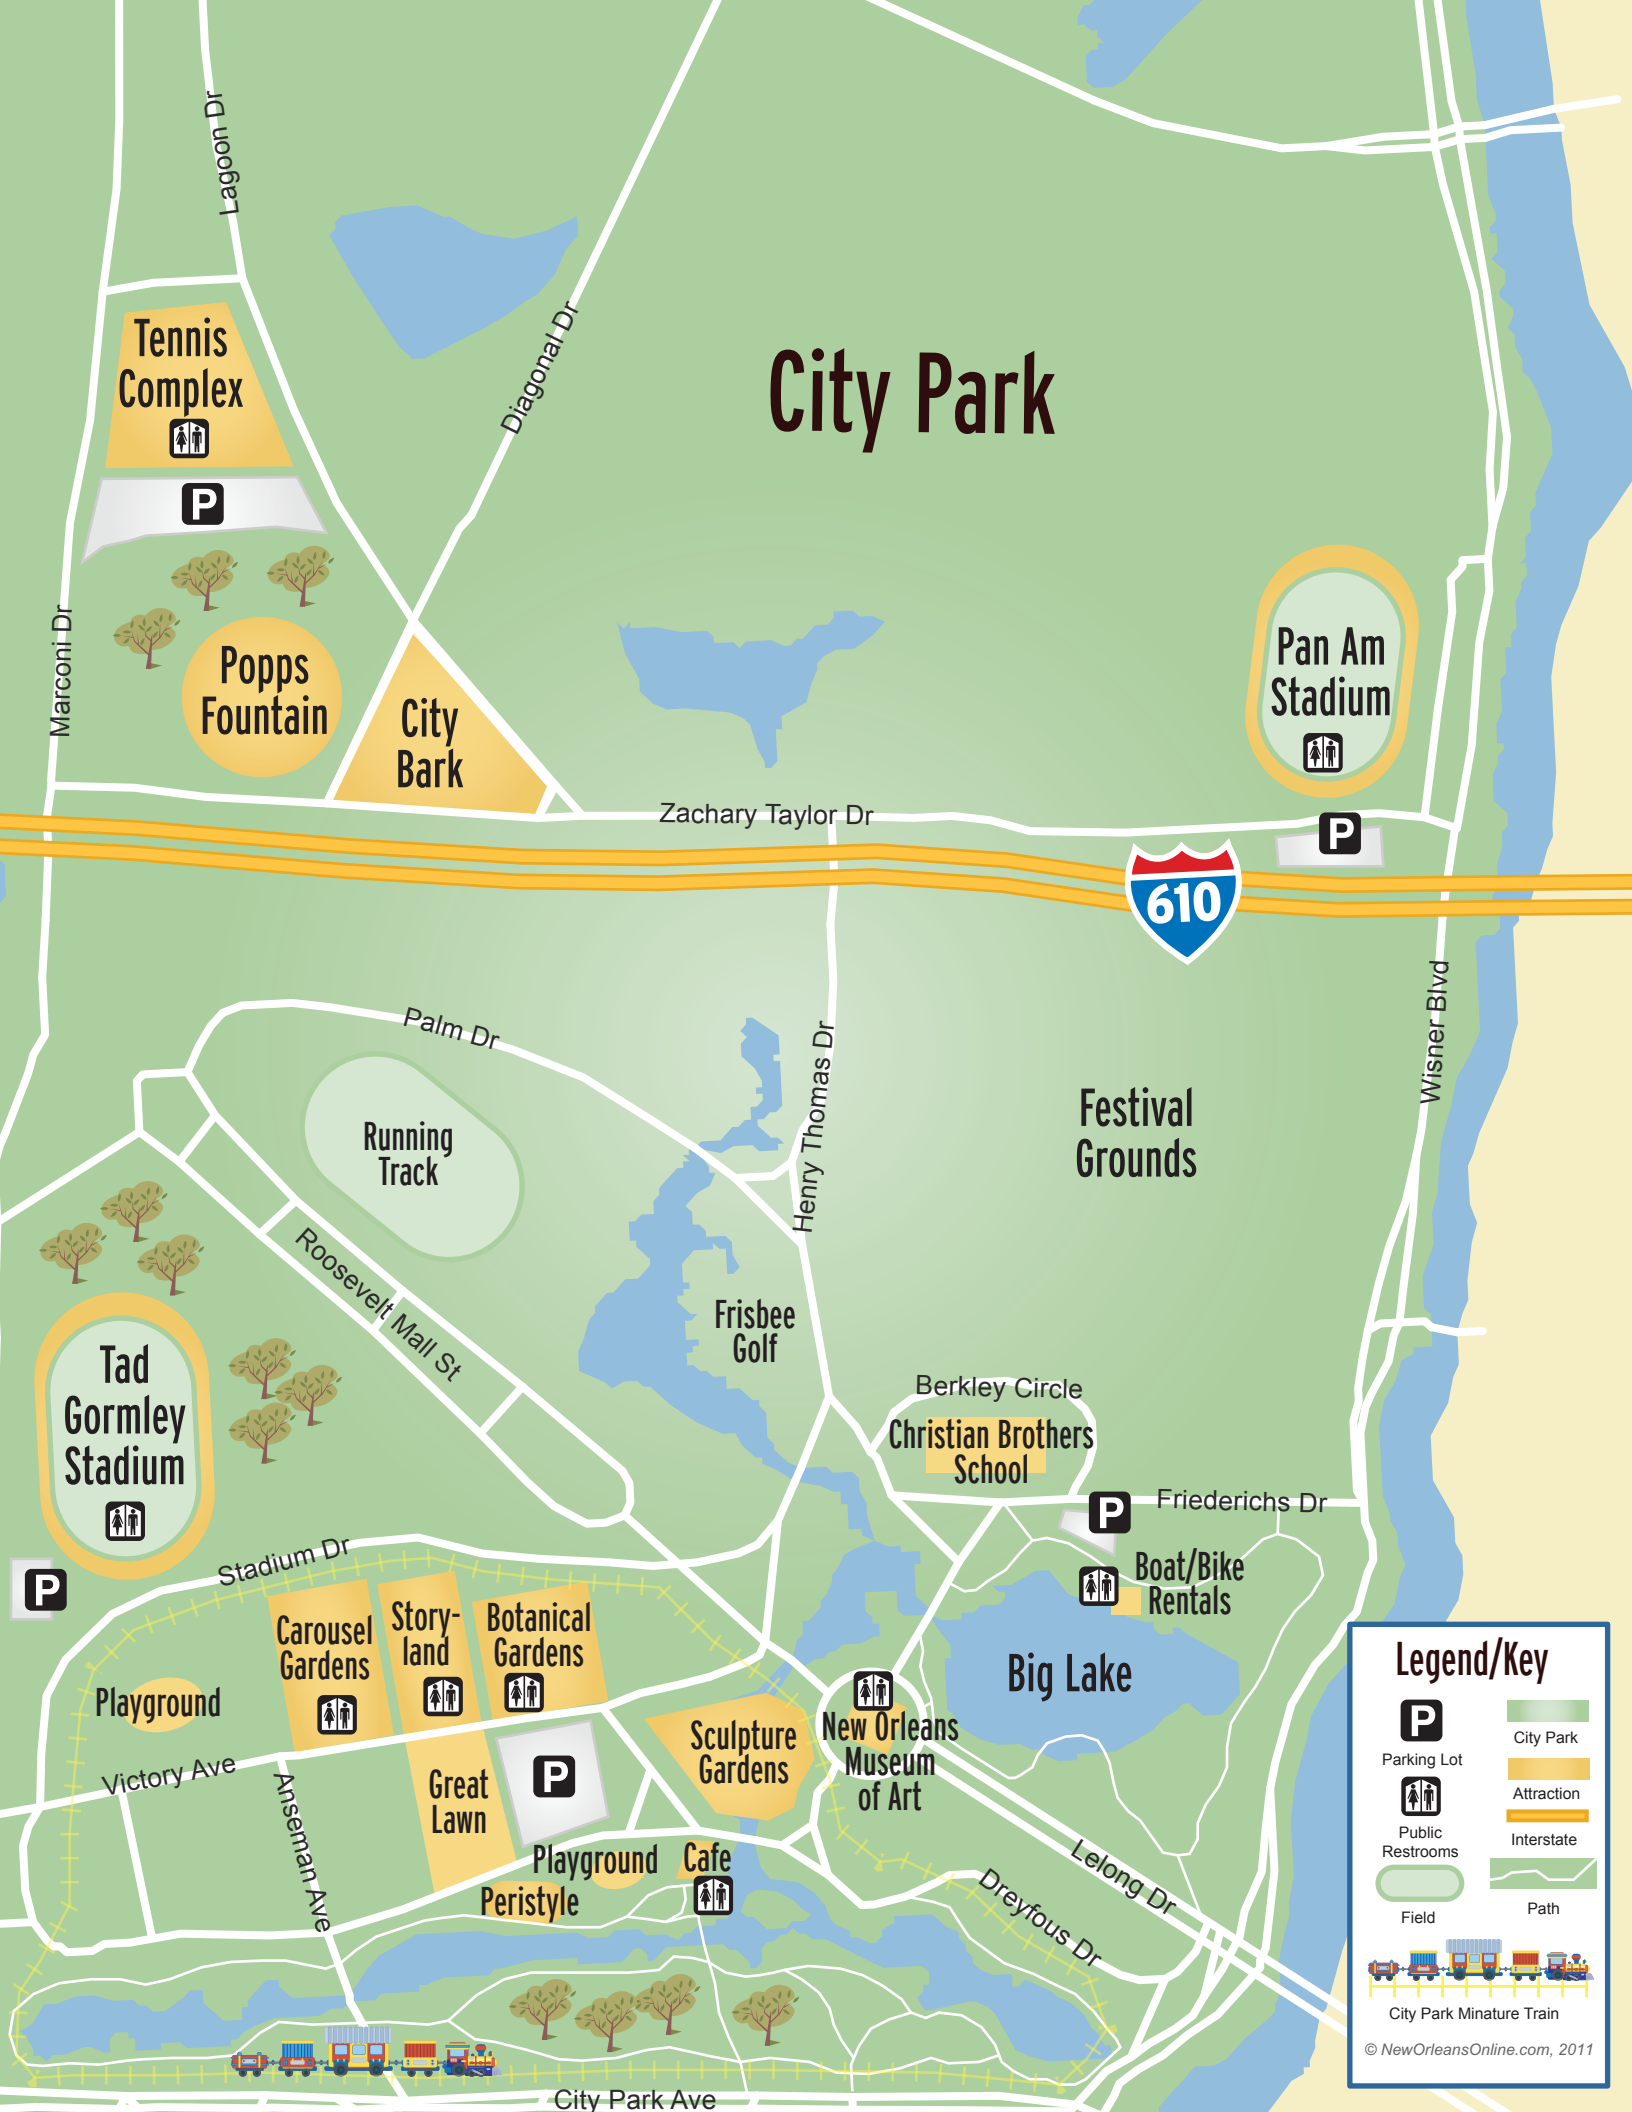 Lagoon Dr
Tennis
Complex
P
Diagonal Dr
City Park
Marconi Dr
Popps
Fountain
City
Bark
Pan Am
Stadium
Zachary Taylor Dr
P
610
Palm Dr
Henry Thomas Dr
Wisner Blvd
Festival
Grounds
Running
Track
Roosevelt Mall St
Frisbee
Golf
Tad
Gormley
Stadium
Berkley Circle
Christian Brothers
School
P
Friederichs Dr
Stadium Dr
P
Boat/Bike
Rentals
Carousel
Gardens
Story-
land
Botanical
Gardens
Big Lake
Playground
Sculpture
Gardens
New Orleans
Museum
of Art
Victory Ave
Anseman Ave
Great
Lawn
P
Playground
Cafe
Peristyle
Lelong Dr
Dreyfous Dr
City Park Ave
Legend/Key
P
Parking Lot
City Park
Attraction
Public
Restrooms
Interstate
Field
Path
City Park Minature Train
© NewOrleansOnline.com, 2011